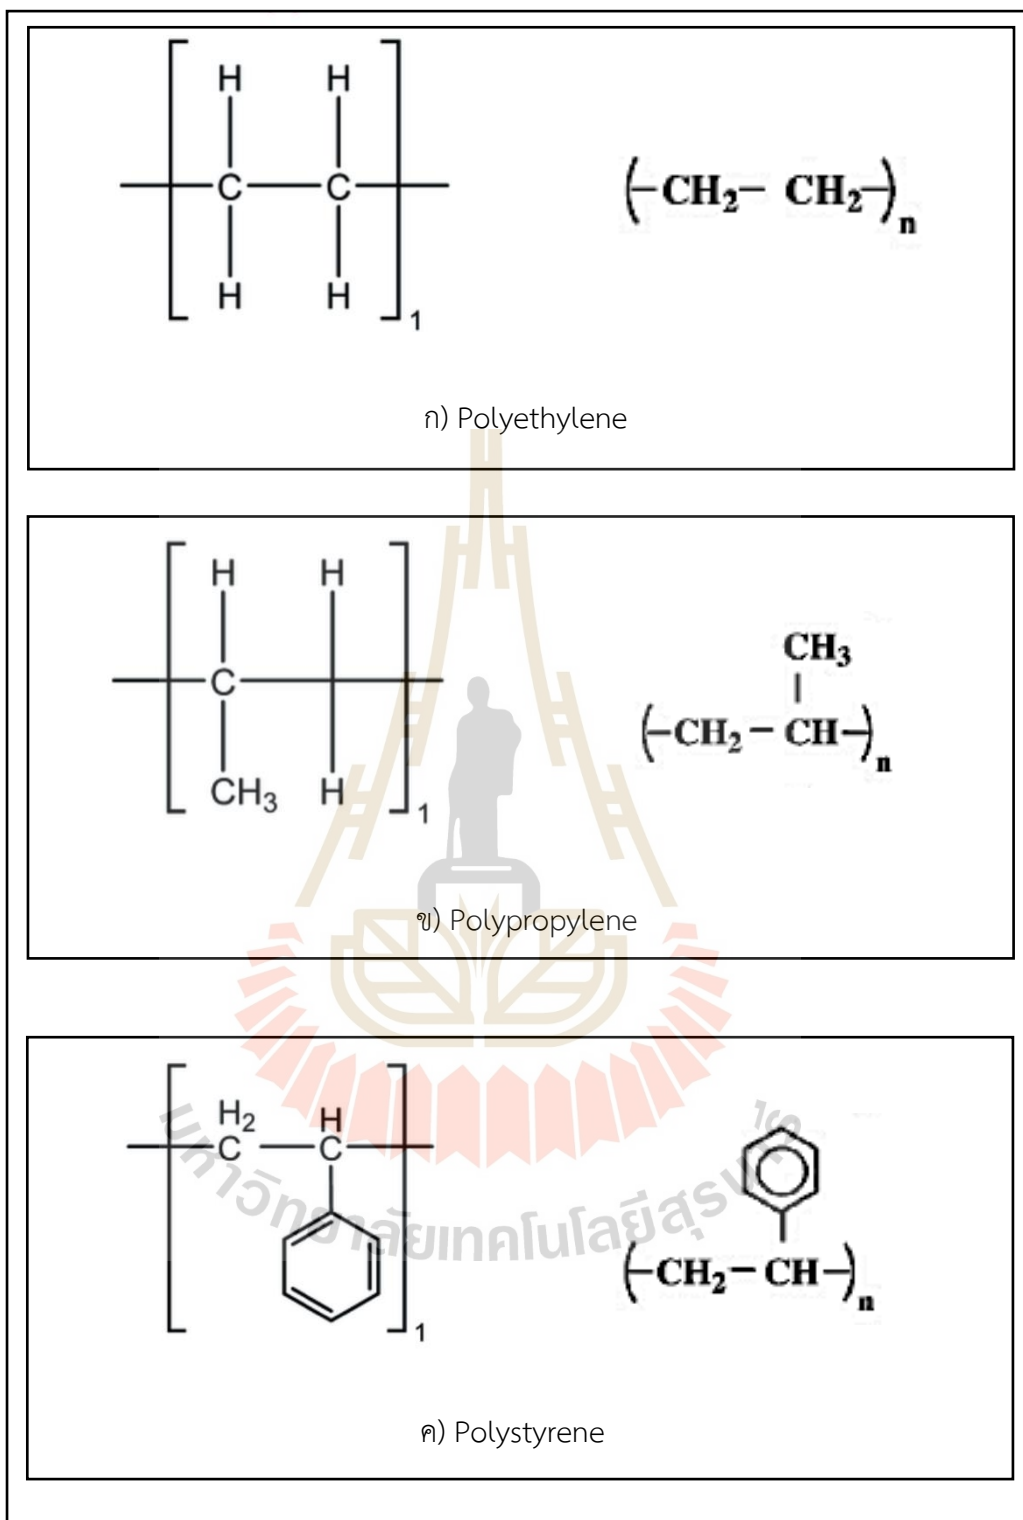 H H
C C
H H
1
(-CH₂- CH₂-)n
ก) Polyethylene
H H
C
CH₃ H
1
CH₃
(-CH₂-CH-)n
ข) Polypropylene
H₂ H
C C
1
(-CH₂-CH-)n
มหาวิทยาลัยเทคโนโลยีสุรนารี
ค) Polystyrene